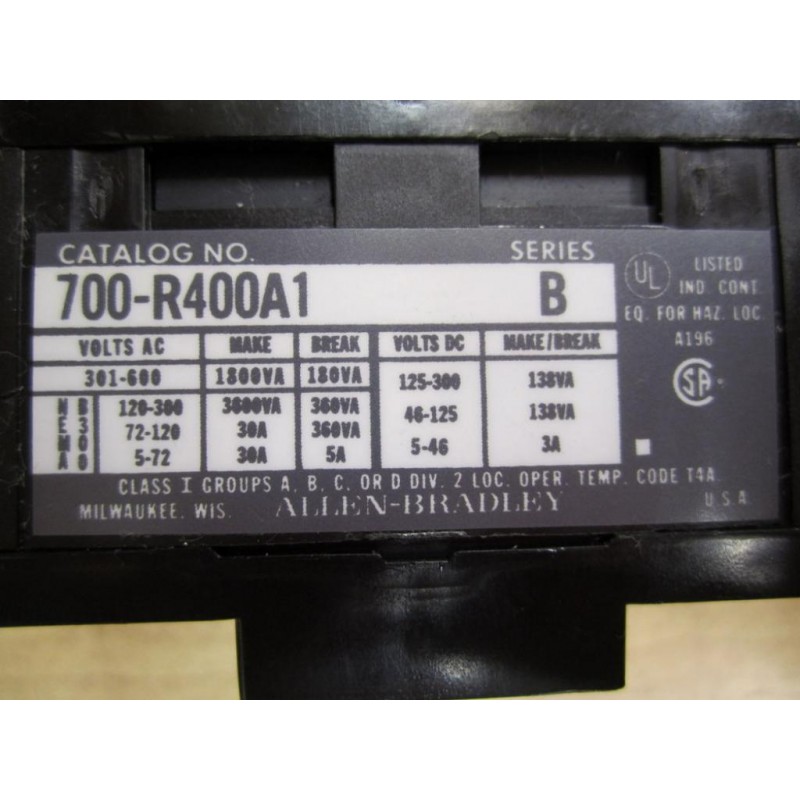 CATALOG NO. SERIES
700-R400A1 B
UL LISTED
IND. CONT.
EQ. FOR HAZ. LOC.
A196
SA
VOLTS AC MAKE BREAK VOLTS DC MAKE/BREAK
301-600 1800VA 180VA 125-300 138VA
NEMA B300 120-300 3600VA 360VA 46-125 138VA
72-120 30A 360VA 5-46 3A
5-72 30A 5A
CLASS I GROUPS A, B, C, OR D DIV. 2 LOC. OPER. TEMP. CODE T4A.
MILWAUKEE. WIS. ALLEN-BRADLEY U.S.A.